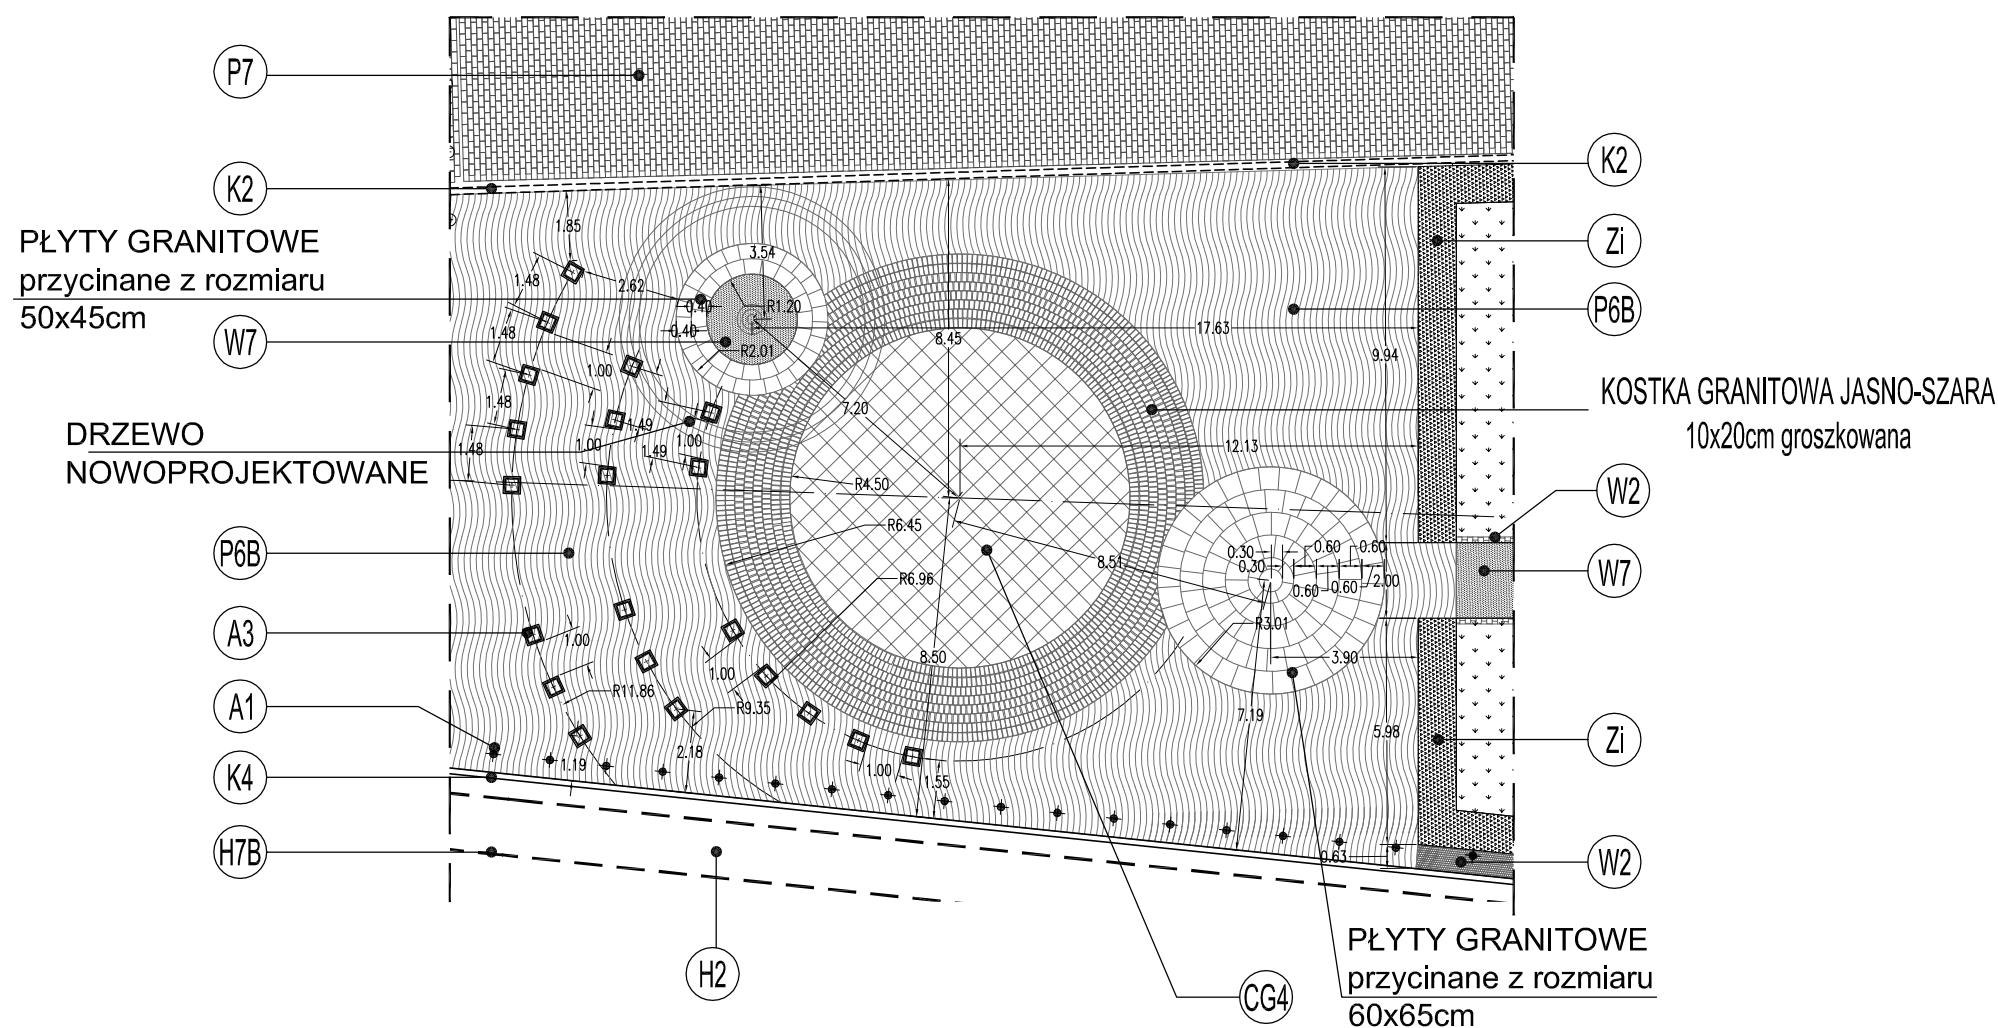 P7
K2
PŁYTY GRANITOWE
przycinane z rozmiaru
50x45cm
W7
DRZEWO
NOWOPROJEKTOWANE
P6B
A3
A1
K4
H7B
H2
1.85
1.48
2.62
3.54
0.40
R1.20
1.48
0.40
R2.01
1.00
1.48
1.49
1.00
1.48
1.00
1.49
7.20
8.45
17.63
9.94
12.13
R4.50
R6.45
R6.96
8.51
0.30
0.60
0.60
0.30
0.60
0.60
2.00
R3.01
3.90
1.00
8.50
1.00
R11.86
R9.35
7.19
5.98
2.18
1.19
1.00
1.55
0.63
K2
Zi
P6B
KOSTKA GRANITOWA JASNO-SZARA
10x20cm groszkowana
W2
W7
Zi
W2
PŁYTY GRANITOWE
przycinane z rozmiaru
60x65cm
CG4